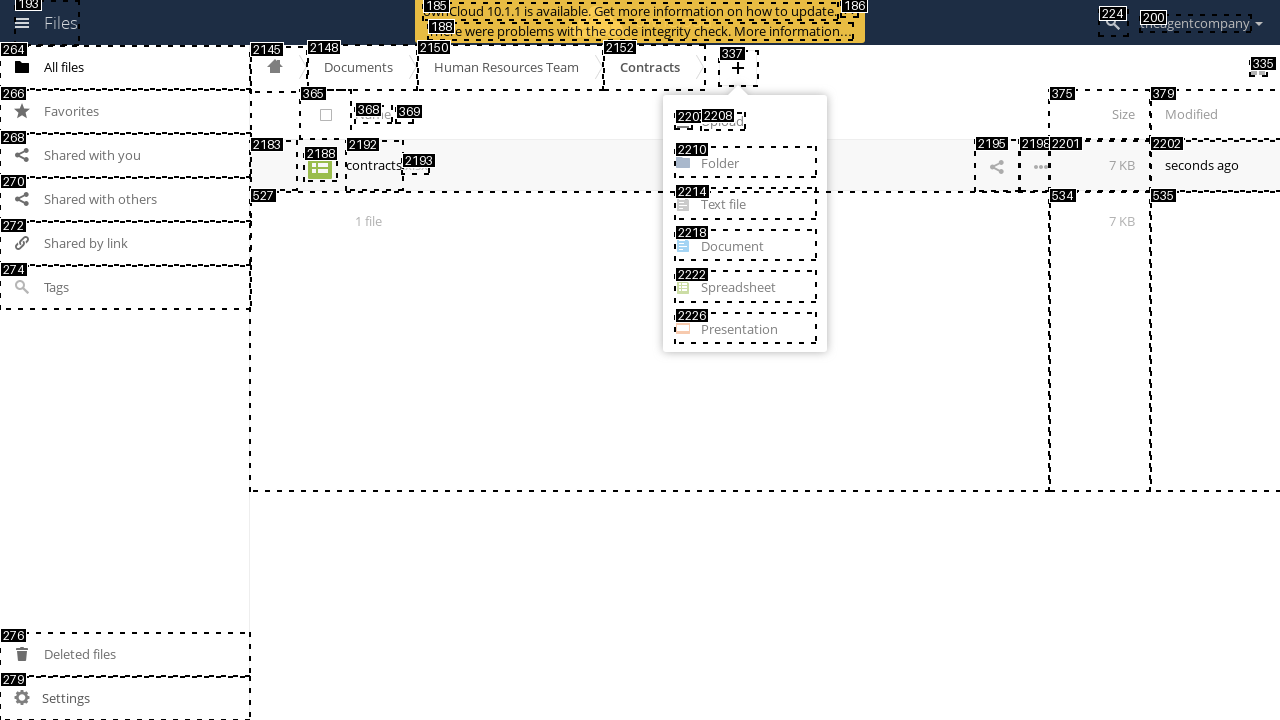 193
Files
185
Cloud 10.1.1 is available. Get more information on how to update.
186
188
re were problems with the code integrity check. More information…
224
200
theagentcompany
264
All files
266
Favorites
268
Shared with you
270
Shared with others
272
Shared by link
274
Tags
276
Deleted files
279
Settings
2145
2148
Documents
2150
Human Resources Team
2152
Contracts
337
335
365
368
369
375
Size
379
Modified
2183
2188
2192
contracts
2193
2195
2198
2201
7 KB
2202
seconds ago
527
1 file
534
7 KB
535
2207
2208
Upload
2210
Folder
2214
Text file
2218
Document
2222
Spreadsheet
2226
Presentation